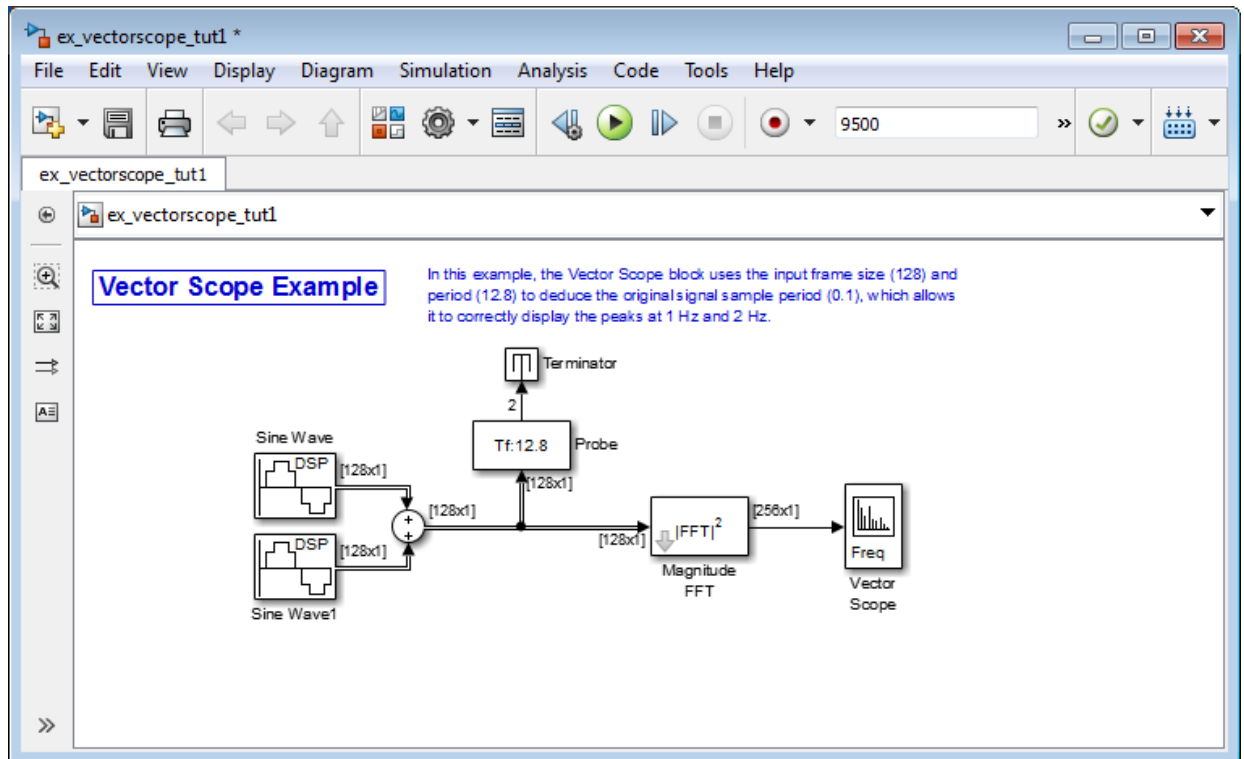 ex_vectorscope_tut1 *
File Edit View Display Diagram Simulation Analysis Code Tools Help
9500
»
ex_vectorscope_tut1
ex_vectorscope_tut1
Vector Scope Example
In this example, the Vector Scope block uses the input frame size (128) and
period (12.8) to deduce the original signal sample period (0.1), which allows
it to correctly display the peaks at 1 Hz and 2 Hz.
Terminator
2
Tf:12.8
Probe
[128x1]
Sine Wave
DSP
[128x1]
[128x1]
+
+
DSP
[128x1]
Sine Wave1
[128x1]
|FFT|²
Magnitude
FFT
[256x1]
Freq
Vector
Scope
A
»